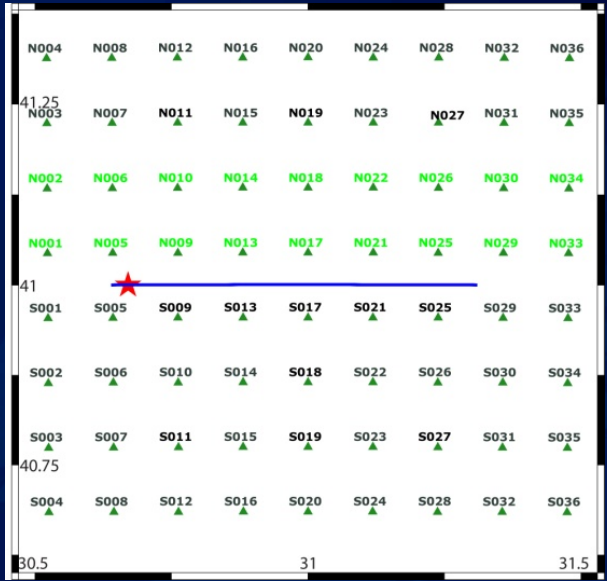 N004 N008 N012 N016 N020 N024 N028 N032 N036
41.25
N003 N007 N011 N015 N019 N023 N027 N031 N035
N002 N006 N010 N014 N018 N022 N026 N030 N034
N001 N005 N009 N013 N017 N021 N025 N029 N033
41
S001 S005 S009 S013 S017 S021 S025 S029 S033
S002 S006 S010 S014 S018 S022 S026 S030 S034
S003 S007 S011 S015 S019 S023 S027 S031 S035
40.75
S004 S008 S012 S016 S020 S024 S028 S032 S036
30.5 31 31.5